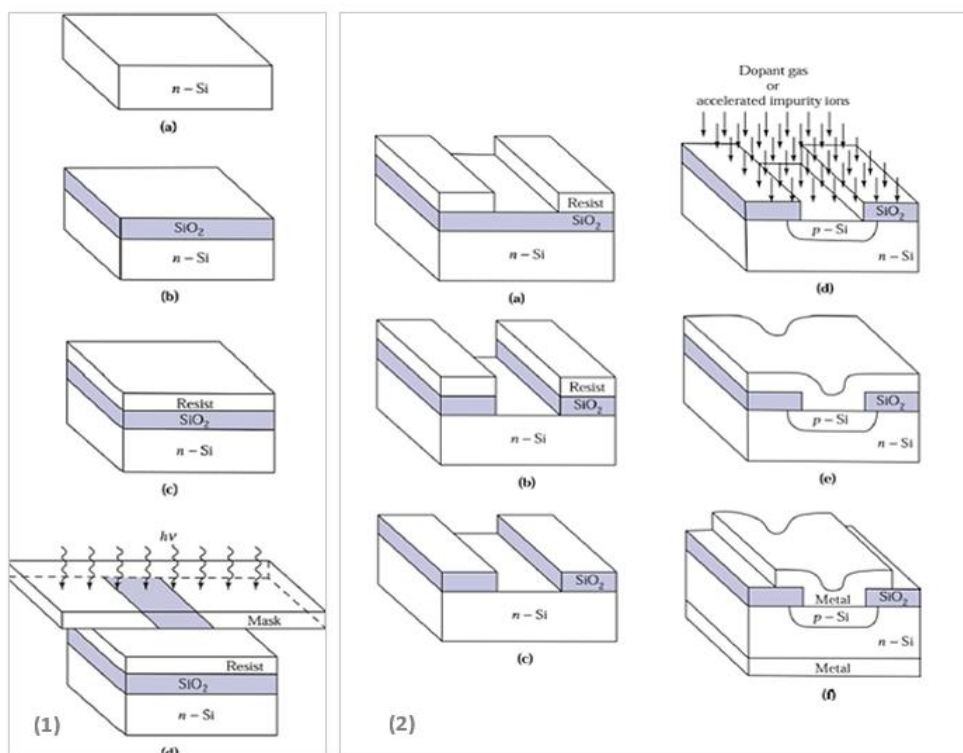 n – Si
(a)
SiO2
n – Si
(b)
Resist
SiO2
n – Si
(c)
hν
Mask
Resist
SiO2
n – Si
(1)
(d)
Resist
SiO2
n – Si
(a)
Resist
SiO2
n – Si
(b)
SiO2
n – Si
(c)
(2)
Dopant gas
or
accelerated impurity ions
SiO2
p – Si
n – Si
(d)
SiO2
p – Si
n – Si
(e)
Metal
SiO2
p – Si
n – Si
Metal
(f)